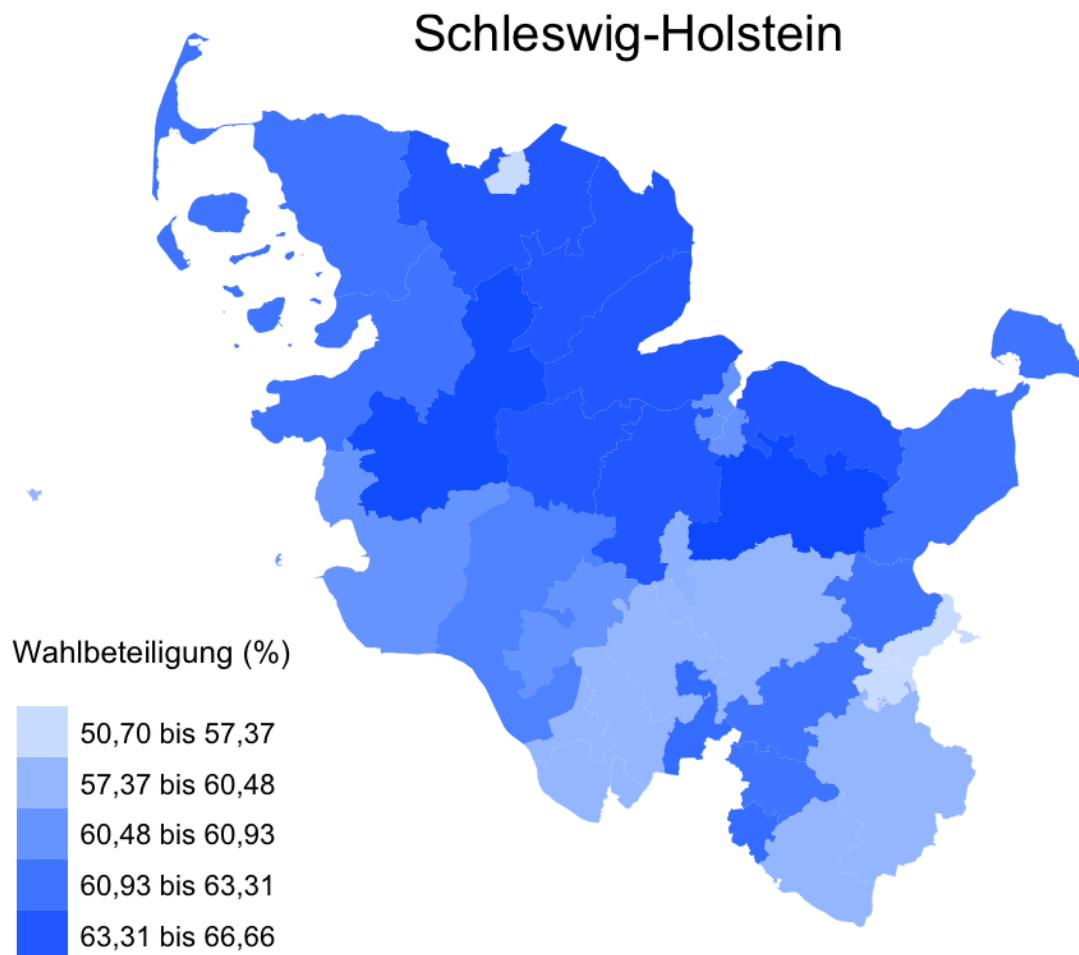 Schleswig-Holstein
Wahlbeteiligung (%)
50,70 bis 57,37
57,37 bis 60,48
60,48 bis 60,93
60,93 bis 63,31
63,31 bis 66,66